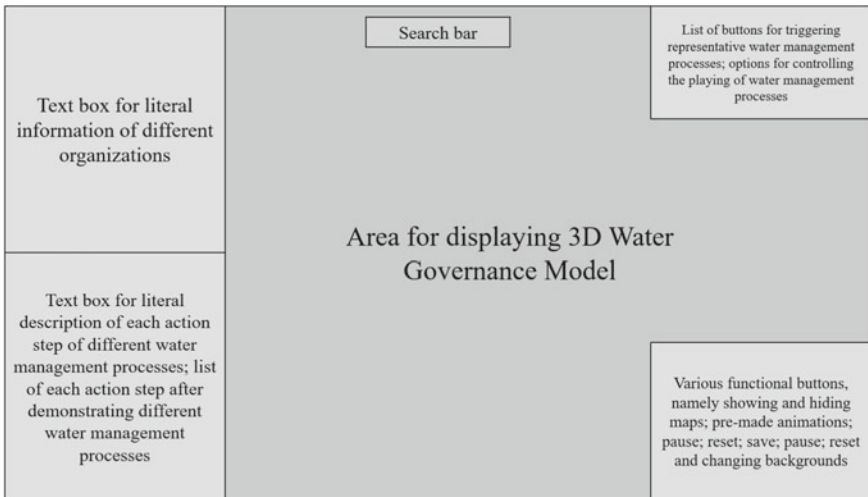 Text box for literal
information of different
organizations
Text box for literal
description of each action
step of different water
management processes; list
of each action step after
demonstrating different
water management
processes
Search bar
Area for displaying 3D Water
Governance Model
List of buttons for triggering
representative water management
processes; options for controlling
the playing of water management
processes
Various functional buttons,
namely showing and hiding
maps; pre-made animations;
pause; reset; save; pause; reset
and changing backgrounds